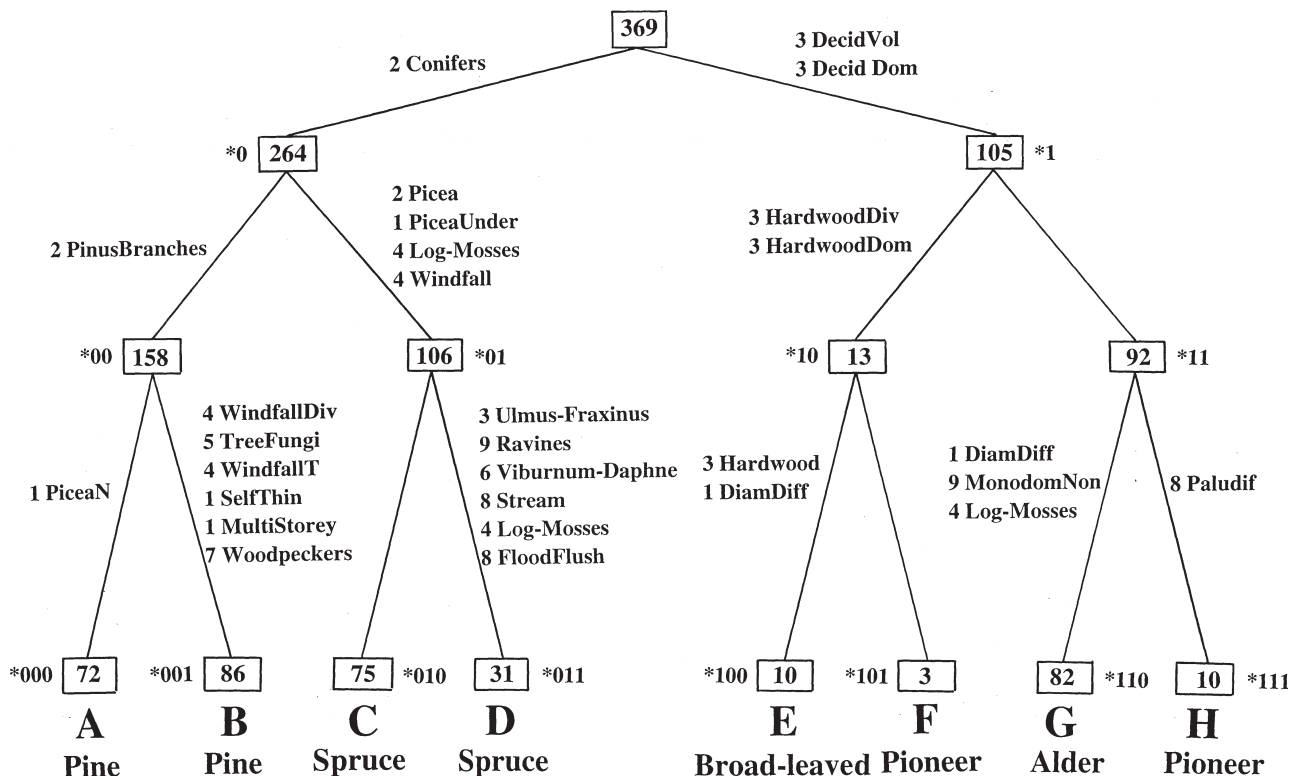 369
2 Conifers
3 DecidVol
3 Decid Dom
*0 264
105 *1
2 PinusBranches
2 Picea
1 PiceaUnder
4 Log-Mosses
4 Windfall
3 HardwoodDiv
3 HardwoodDom
*00 158
106 *01
*10 13
92 *11
1 PiceaN
4 WindfallDiv
5 TreeFungi
4 WindfallT
1 SelfThin
1 MultiStorey
7 Woodpeckers
3 Ulmus-Fraxinus
9 Ravines
6 Viburnum-Daphne
8 Stream
4 Log-Mosses
8 FloodFlush
3 Hardwood
1 DiamDiff
1 DiamDiff
9 MonodomNon
4 Log-Mosses
8 Paludif
*000 72
*001 86
75 *010
31 *011
*100 10
*101 3
82 *110
10 *111
A B C D E F G H
Pine Pine Spruce Spruce Broad-leaved Pioneer Alder Pioneer